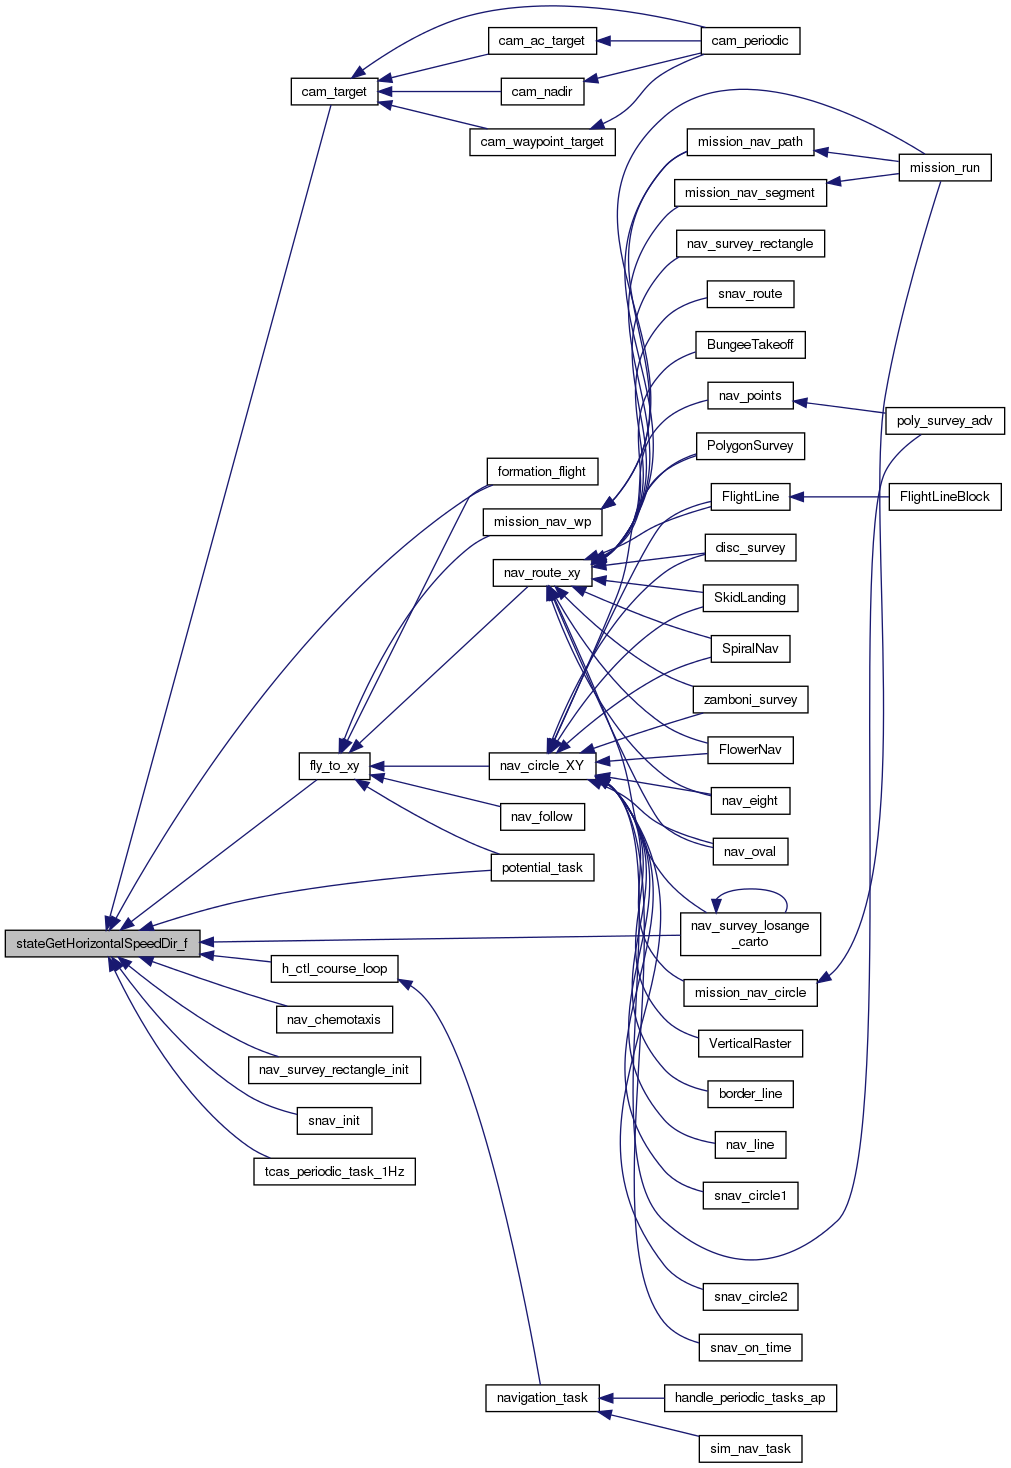 cam_periodic
cam_ac_target
cam_target
cam_nadir
cam_waypoint_target
mission_nav_path
mission_run
mission_nav_segment
nav_survey_rectangle
snav_route
BungeeTakeoff
nav_points
poly_survey_adv
PolygonSurvey
formation_flight
FlightLine
FlightLineBlock
mission_nav_wp
disc_survey
nav_route_xy
SkidLanding
SpiralNav
zamboni_survey
FlowerNav
fly_to_xy
nav_circle_XY
nav_eight
nav_follow
nav_oval
potential_task
nav_survey_losange
_carto
stateGetHorizontalSpeedDir_f
h_ctl_course_loop
mission_nav_circle
nav_chemotaxis
VerticalRaster
nav_survey_rectangle_init
border_line
snav_init
nav_line
tcas_periodic_task_1Hz
snav_circle1
snav_circle2
snav_on_time
navigation_task
handle_periodic_tasks_ap
sim_nav_task